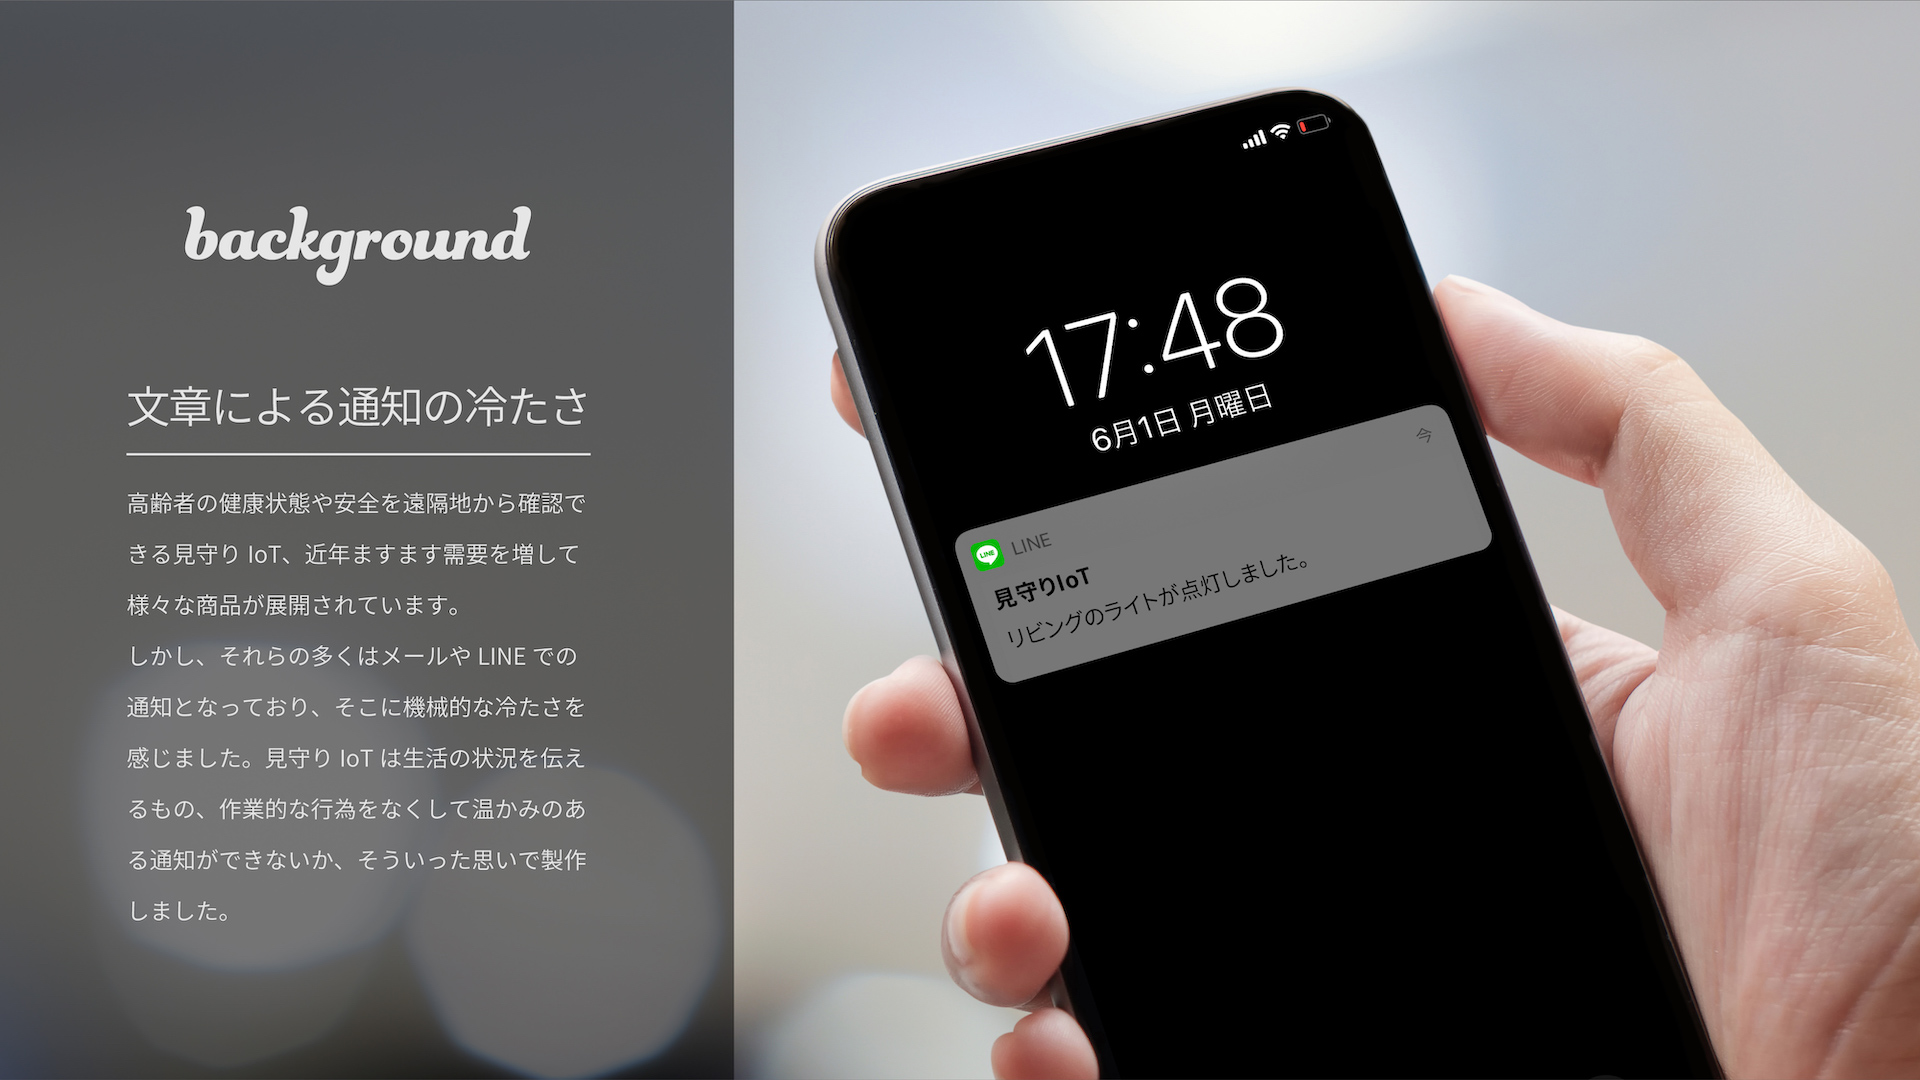 background
文章による通知の冷たさ
高齢者の健康状態や安全を遠隔地から確認で
きる見守り IoT、近年ますます需要を増して
様々な商品が展開されています。
しかし、それらの多くはメールや LINE での
通知となっており、そこに機械的な冷たさを
感じました。見守り IoT は生活の状況を伝え
るもの、作業的な行為をなくして温かみのあ
る通知ができないか、そういった思いで製作
しました。
17:48
6月1日 月曜日
今
LINE
LINE
見守りIoT
リビングのライトが点灯しました。